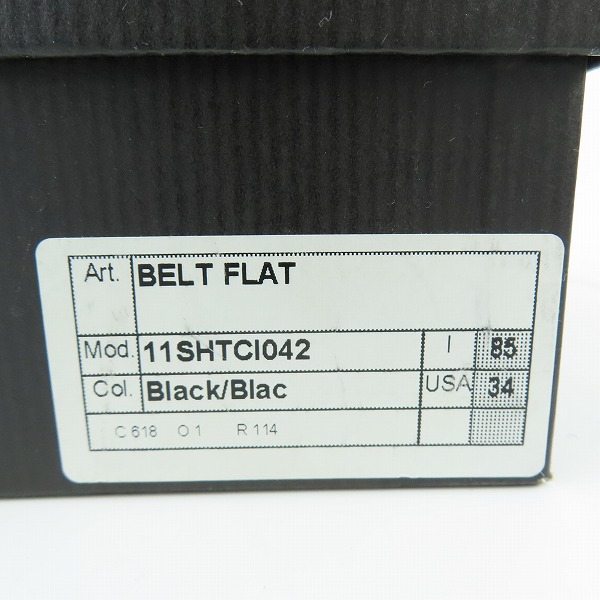 Art. BELT FLAT
Mod. 11SHTCI042 I 85
Col. Black/Blac USA 34
C 618 O 1 R 114